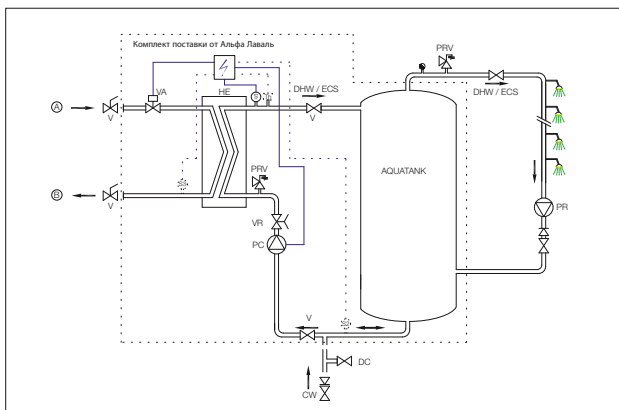 Комплект поставки от Альфа Лаваль
PRV
VA
HE
S
Th
DHW / ECS
DHW / ECS
A
V
V
AQUATANK
B
V
PRV
VR
PC
PR
V
DC
CW